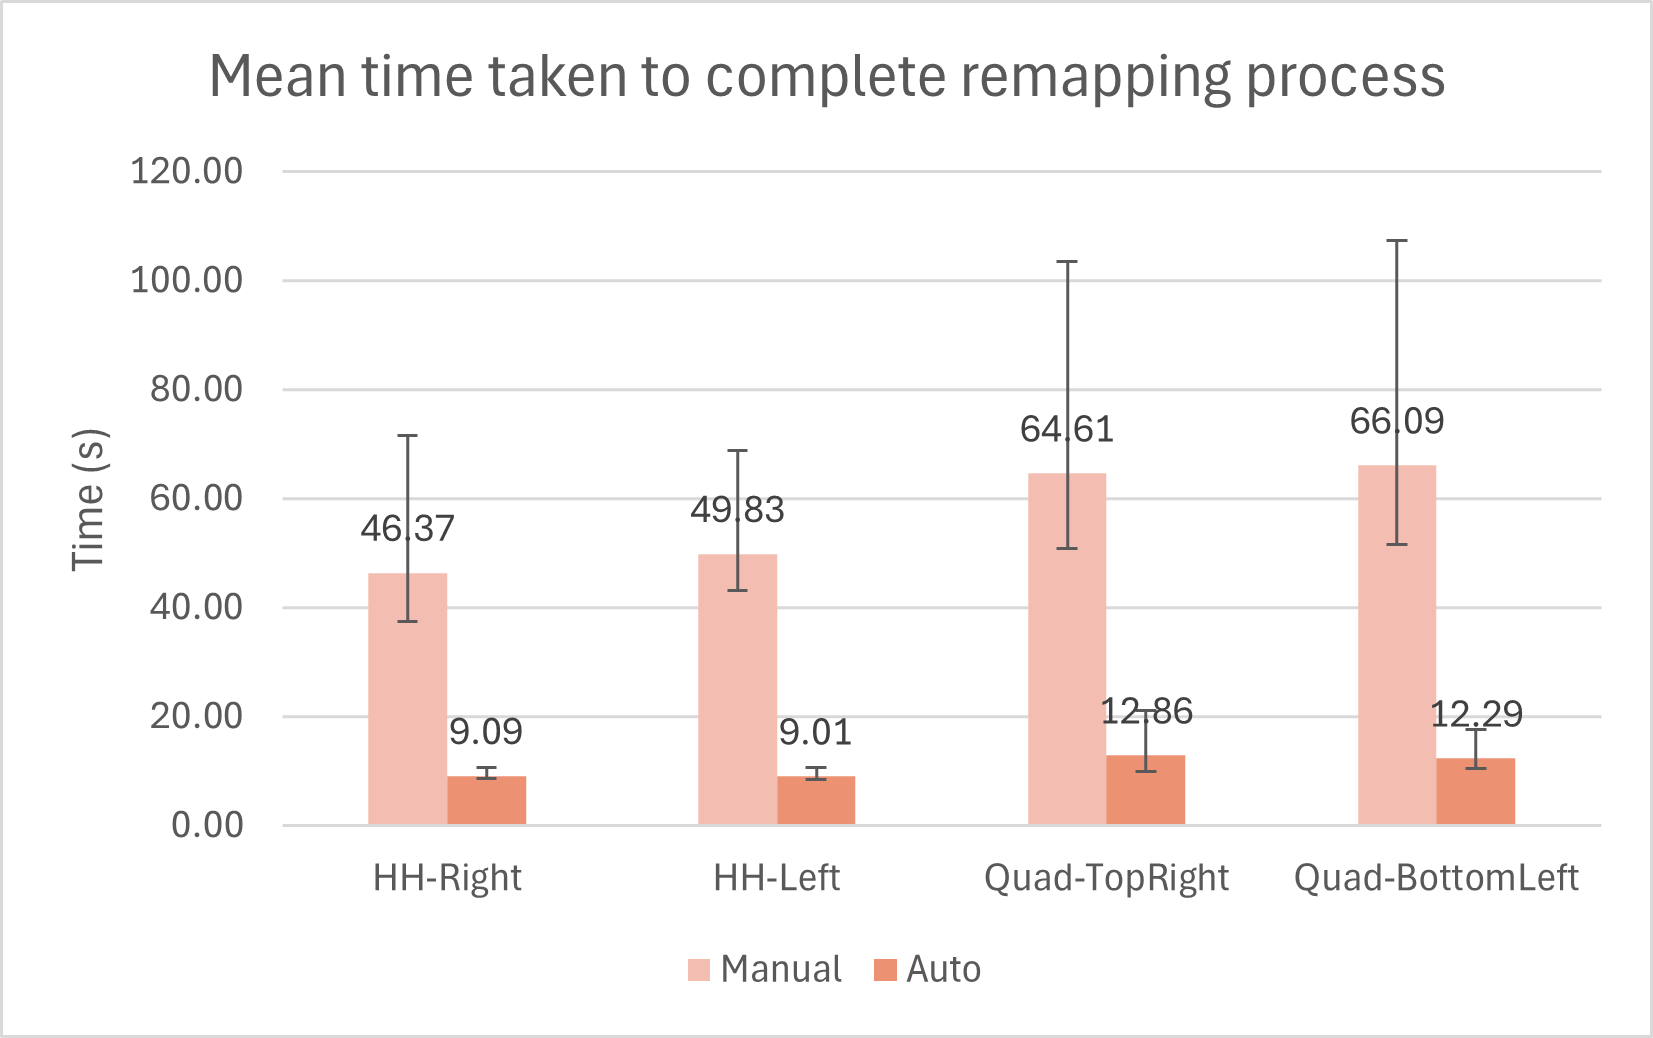 Mean time taken to complete remapping process
120.00
100.00
80.00
60.00
40.00
20.00
0.00
Time (s)
46.37
9.09
49.83
9.01
64.61
12.86
66.09
12.29
HH-Right
HH-Left
Quad-TopRight
Quad-BottomLeft
Manual
Auto